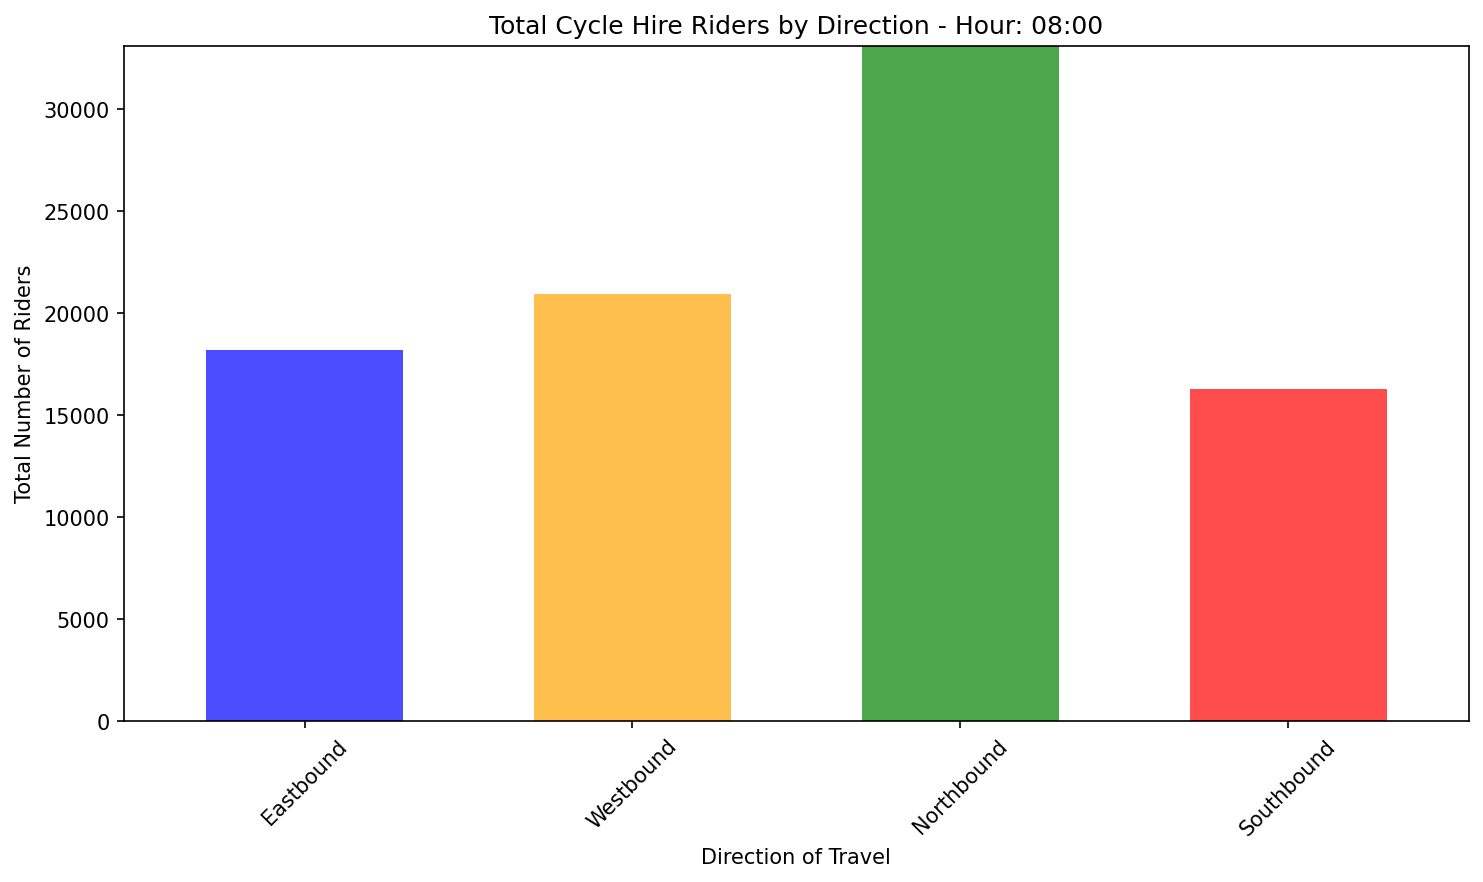 Total Cycle Hire Riders by Direction - Hour: 08:00
Total Number of Riders
30000
25000
20000
15000
10000
5000
0
Eastbound
Westbound
Northbound
Southbound
Direction of Travel